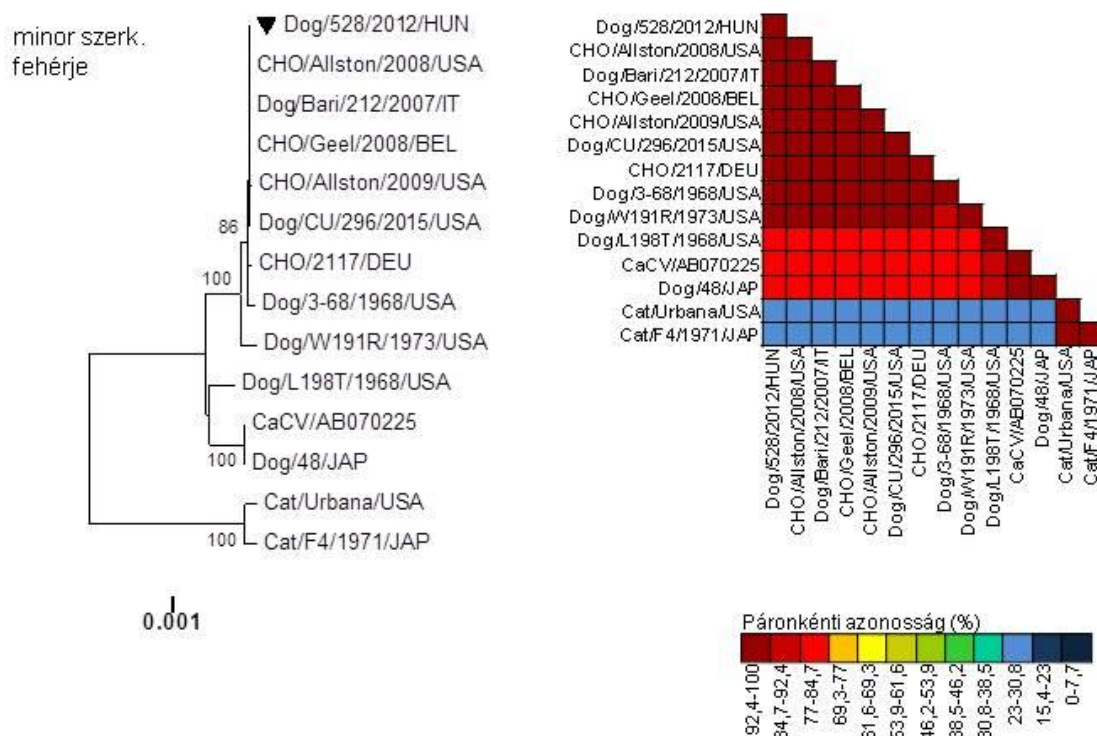 minor szerk.
fehérje
Dog/528/2012/HUN
CHO/Allston/2008/USA
Dog/Bari/212/2007/IT
CHO/Geel/2008/BEL
CHO/Allston/2009/USA
Dog/CU/296/2015/USA
CHO/2117/DEU
Dog/3-68/1968/USA
Dog/W191R/1973/USA
Dog/L198T/1968/USA
CaCV/AB070225
Dog/48/JAP
Cat/Urbana/USA
Cat/F4/1971/JAP
86
100
100
100
0.001
Dog/528/2012/HUN
CHO/Allston/2008/USA
Dog/Bari/212/2007/IT
CHO/Geel/2008/BEL
CHO/Allston/2009/USA
Dog/CU/296/2015/USA
CHO/2117/DEU
Dog/3-68/1968/USA
Dog/W191R/1973/USA
Dog/L198T/1968/USA
CaCV/AB070225
Dog/48/JAP
Cat/Urbana/USA
Cat/F4/1971/JAP
Dog/528/2012/HUN
CHO/Allston/2008/USA
Dog/Bari/212/2007/IT
CHO/Geel/2008/BEL
CHO/Allston/2009/USA
Dog/CU/296/2015/USA
CHO/2117/DEU
Dog/3-68/1968/USA
Dog/W191R/1973/USA
Dog/L198T/1968/USA
CaCV/AB070225
Dog/48/JAP
Cat/Urbana/USA
Cat/F4/1971/JAP
Páronkénti azonosság (%)
92,4-100
84,7-92,4
77-84,7
69,3-77
61,6-69,3
53,9-61,6
46,2-53,9
38,5-46,2
30,8-38,5
23-30,8
15,4-23
0-7,7